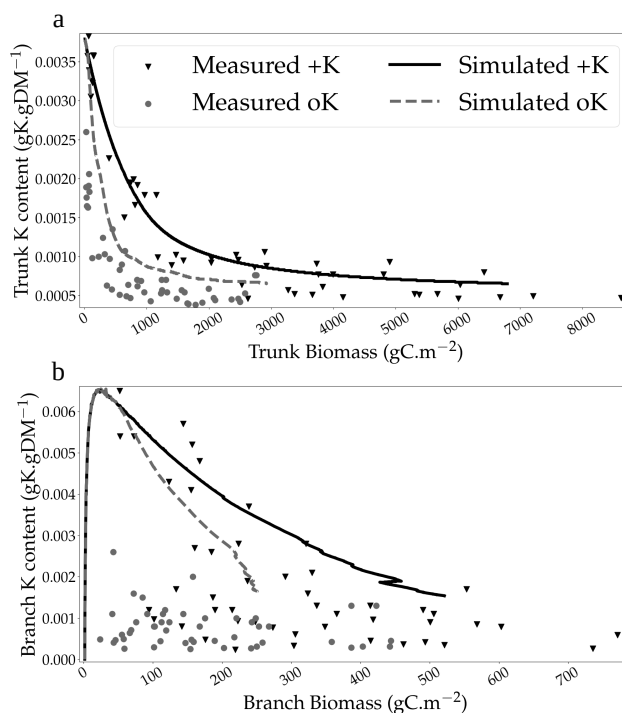 a
Trunk K content (gK.gDM⁻¹)
0.0035
0.0030
0.0025
0.0020
0.0015
0.0010
0.0005
Measured +K
Simulated +K
Measured oK
Simulated oK
0 1000 2000 3000 4000 5000 6000 7000 8000
Trunk Biomass (gC.m⁻²)
b
Branch K content (gK.gDM⁻¹)
0.006
0.005
0.004
0.003
0.002
0.001
0.000
100 200 300 400 500 600 700
Branch Biomass (gC.m⁻²)